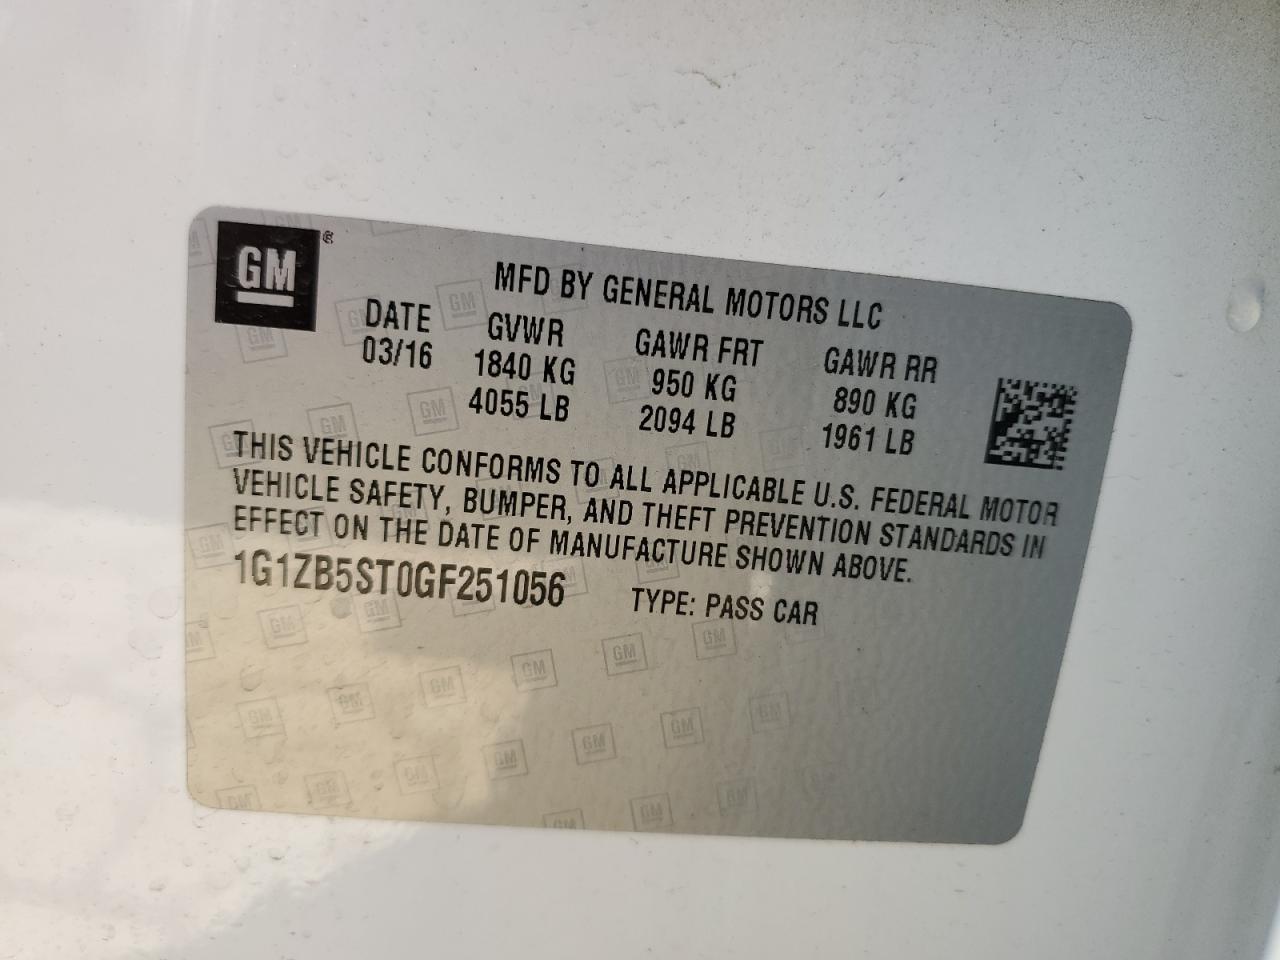 GM
MFD BY GENERAL MOTORS LLC
DATE GVWR GAWR FRT GAWR RR
03/16 1840 KG 950 KG 890 KG
4055 LB 2094 LB 1961 LB
THIS VEHICLE CONFORMS TO ALL APPLICABLE U.S. FEDERAL MOTOR
VEHICLE SAFETY, BUMPER, AND THEFT PREVENTION STANDARDS IN
EFFECT ON THE DATE OF MANUFACTURE SHOWN ABOVE.
1G1ZB5ST0GF251056 TYPE: PASS CAR